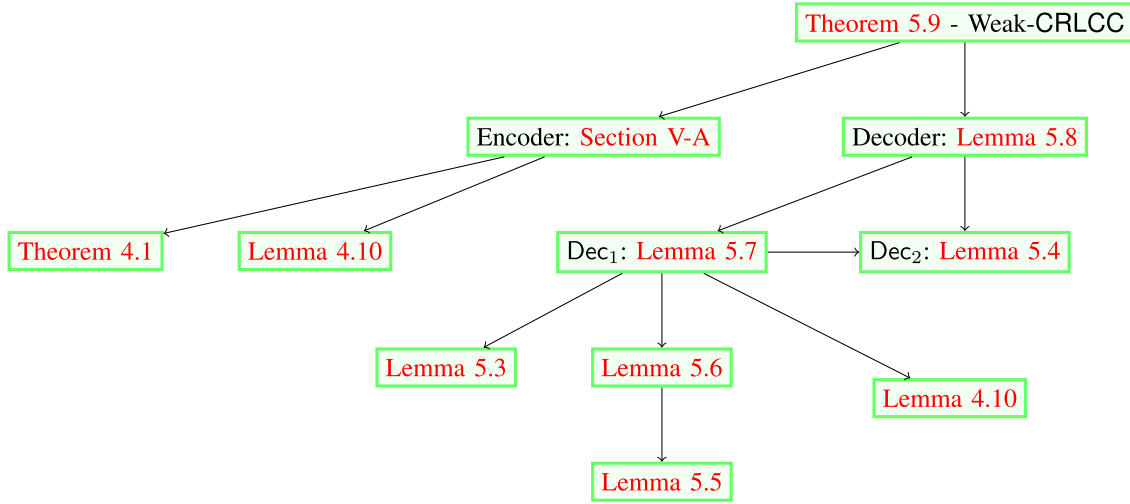 Theorem 5.9 - Weak-CRLCC
Encoder: Section V-A
Decoder: Lemma 5.8
Theorem 4.1
Lemma 4.10
Dec₁: Lemma 5.7
Dec₂: Lemma 5.4
Lemma 5.3
Lemma 5.6
Lemma 4.10
Lemma 5.5